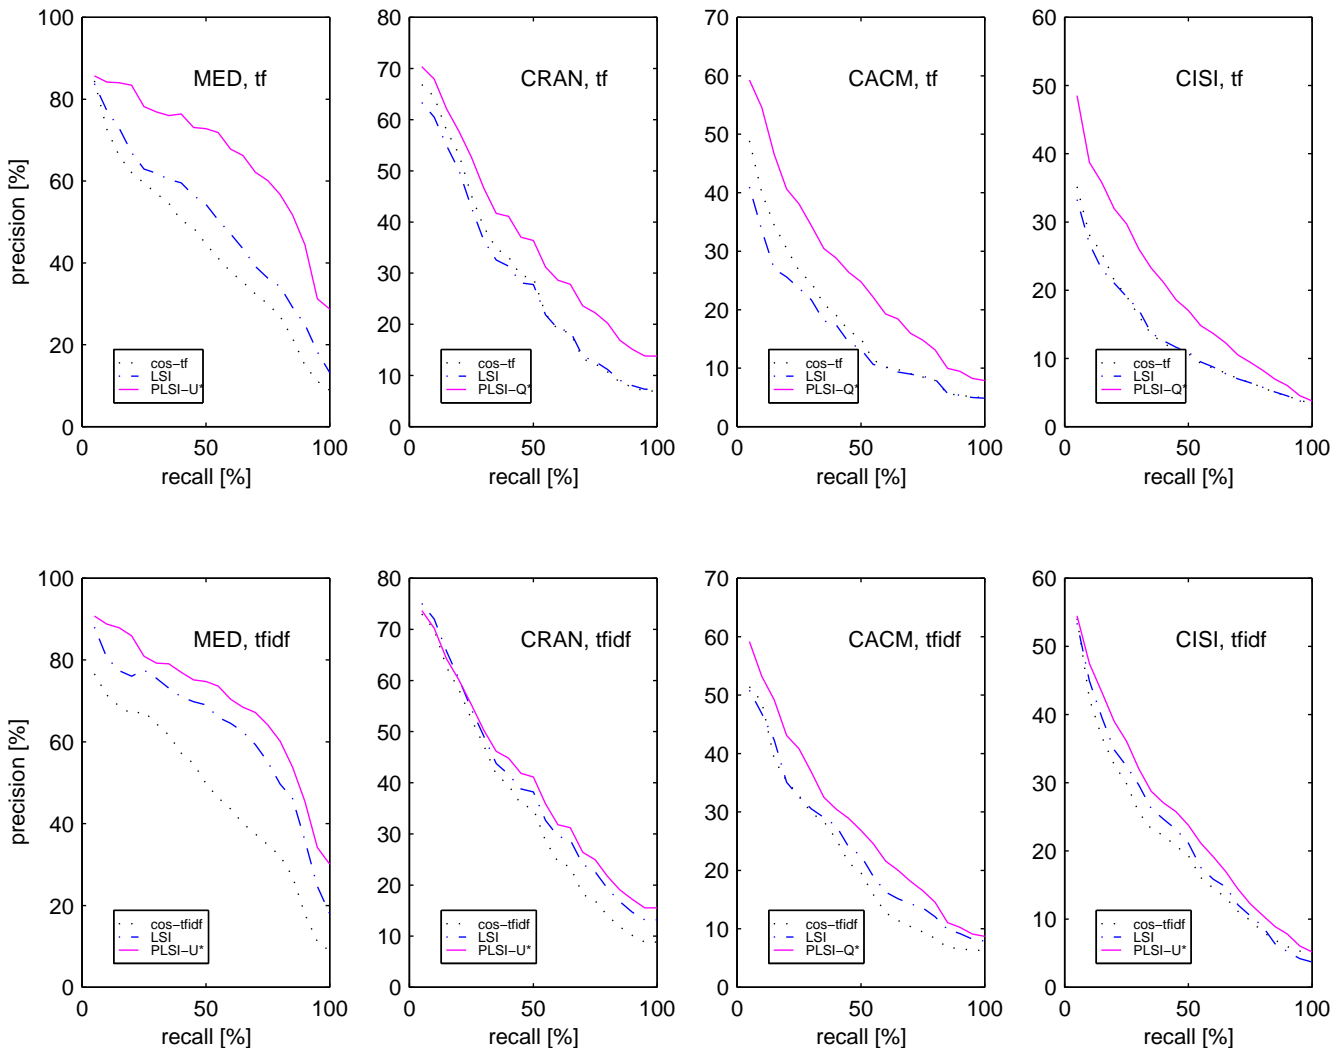 MED, tf
100
80
60
40
20
0
precision [%]
cos-tf
LSI
PLSI-U*
0 50 100
recall [%]
CRAN, tf
80
70
60
50
40
30
20
10
0
cos-tf
LSI
PLSI-Q*
0 50 100
recall [%]
CACM, tf
70
60
50
40
30
20
10
0
cos-tf
LSI
PLSI-Q*
0 50 100
recall [%]
CISI, tf
60
50
40
30
20
10
0
cos-tf
LSI
PLSI-Q*
0 50 100
recall [%]
MED, tfidf
100
80
60
40
20
0
precision [%]
cos-tfidf
LSI
PLSI-U*
0 50 100
recall [%]
CRAN, tfidf
80
70
60
50
40
30
20
10
0
cos-tfidf
LSI
PLSI-U*
0 50 100
recall [%]
CACM, tfidf
70
60
50
40
30
20
10
0
cos-tfidf
LSI
PLSI-Q*
0 50 100
recall [%]
CISI, tfidf
60
50
40
30
20
10
0
cos-tfidf
LSI
PLSI-U*
0 50 100
recall [%]